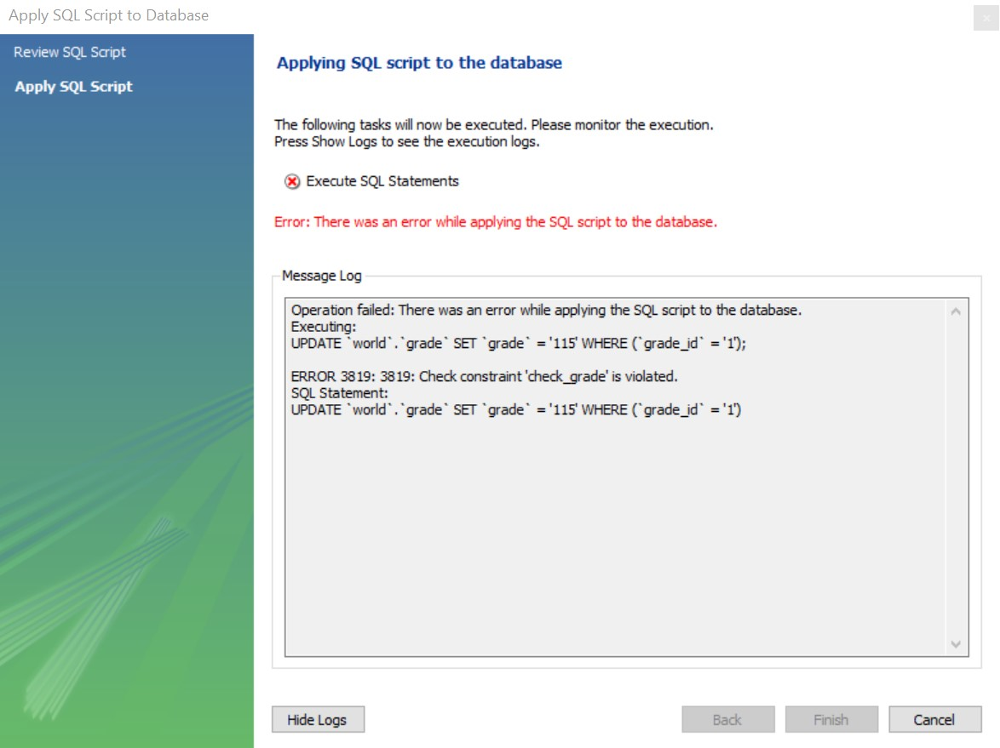 Apply SQL Script to Database
Review SQL Script
Apply SQL Script
Applying SQL script to the database
The following tasks will now be executed. Please monitor the execution.
Press Show Logs to see the execution logs.
Execute SQL Statements
Error: There was an error while applying the SQL script to the database.
Message Log
Operation failed: There was an error while applying the SQL script to the database.
Executing:
UPDATE `world`.`grade` SET `grade` = '115' WHERE (`grade_id` = '1');
ERROR 3819: 3819: Check constraint 'check_grade' is violated.
SQL Statement:
UPDATE `world`.`grade` SET `grade` = '115' WHERE (`grade_id` = '1')
Hide Logs
Back
Finish
Cancel